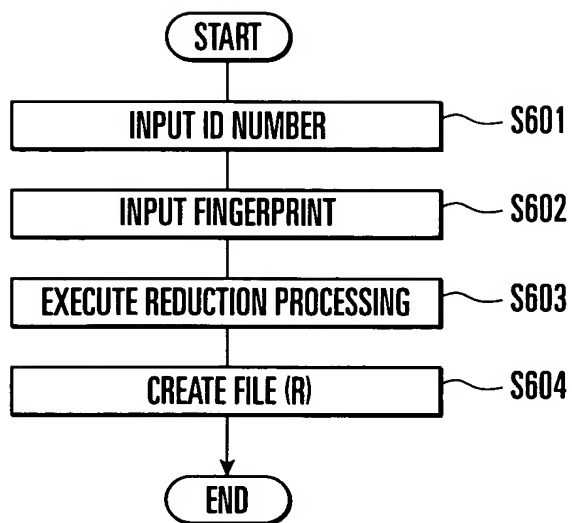 START
INPUT ID NUMBER
S601
INPUT FINGERPRINT
S602
EXECUTE REDUCTION PROCESSING
S603
CREATE FILE (R)
S604
END